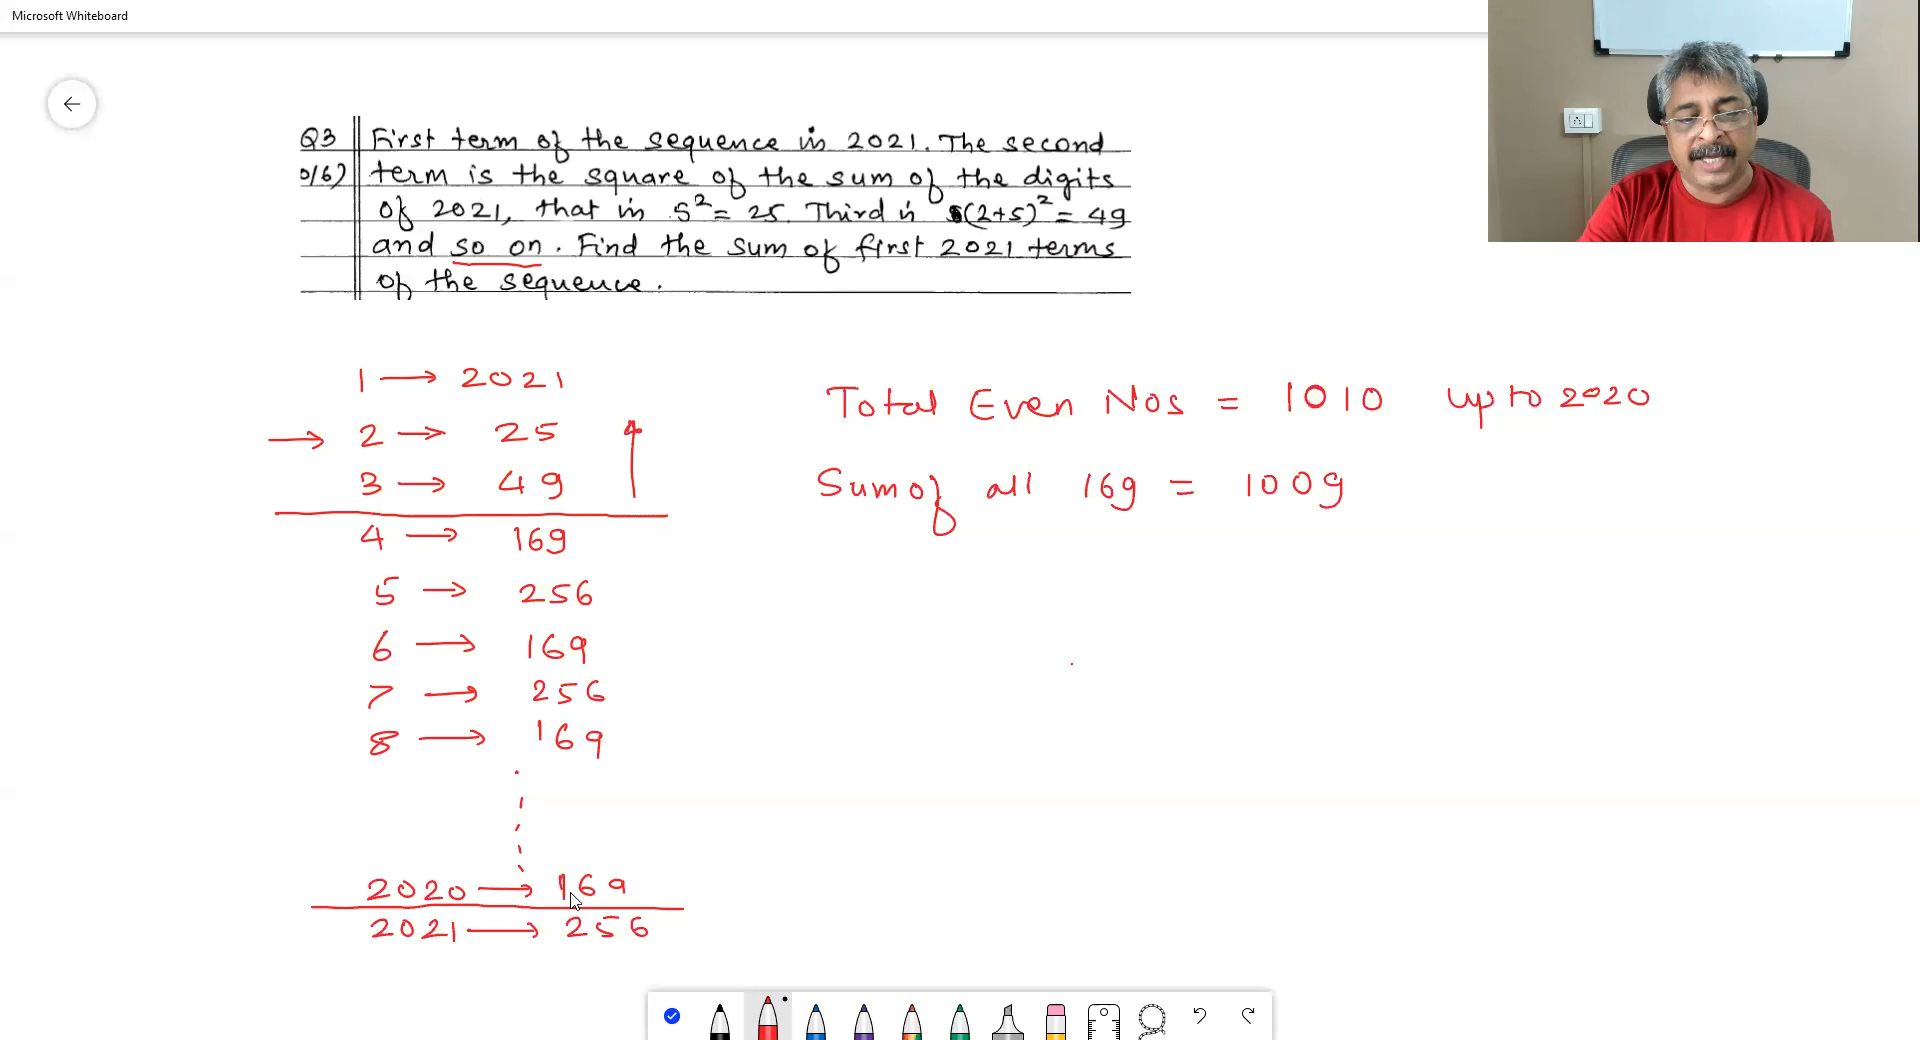 Microsoft Whiteboard
Q3 First term of the sequence is 2021. The second
0/6) term is the square of the sum of the digits
of 2021, that is 5² = 25. Third is (2+5)² = 49
and so on. Find the sum of first 2021 terms
of the sequence.
1 → 2021
→ 2 → 25
3 → 49
4 → 169
5 → 256
6 → 169
7 → 256
8 → 169
2020 → 169
2021 → 256
Total Even Nos = 1010 up to 2020
Sum of all 169 = 1009